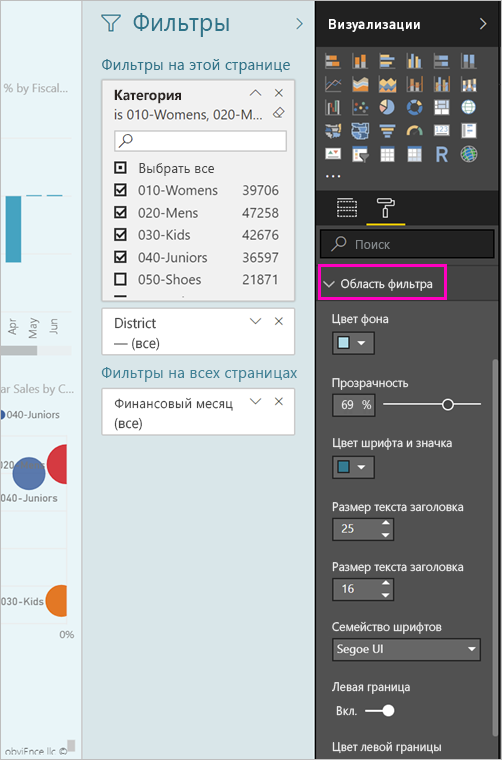 % by Fiscal...
Apr
May
Jun
ar Sales by C...
040-Juniors
040-Juniors
030-Kids
0%
obviEnce llc ©
Фильтры
Фильтры на этой странице
Категория
is 010-Womens, 020-M...
Выбрать все
010-Womens 39706
020-Mens 47258
030-Kids 42676
040-Juniors 36597
050-Shoes 21871
District
— (все)
Фильтры на всех страницах
Финансовый месяц
(все)
Визуализации
R
...
Поиск
Область фильтра
Цвет фона
Прозрачность
69 %
Цвет шрифта и значка
Размер текста заголовка
25
Размер текста заголовка
16
Семейство шрифтов
Segoe UI
Левая граница
Вкл.
Цвет левой границы